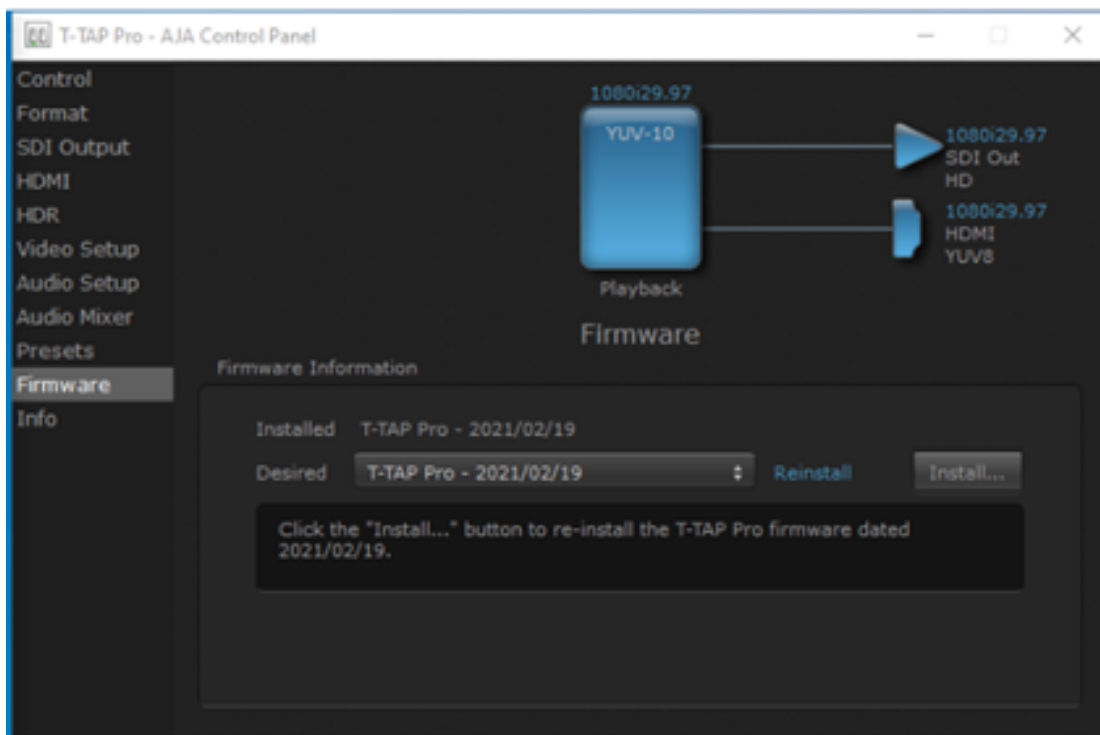 T-TAP Pro - AJA Control Panel
Control
Format
SDI Output
HDMI
HDR
Video Setup
Audio Setup
Audio Mixer
Presets
Firmware
Info
1080i29.97
YUV-10
Playback
1080i29.97
SDI Out
HD
1080i29.97
HDMI
YUV8
Firmware
Firmware Information
Installed T-TAP Pro - 2021/02/19
Desired T-TAP Pro - 2021/02/19 Reinstall Install...
Click the "Install..." button to re-install the T-TAP Pro firmware dated
2021/02/19.